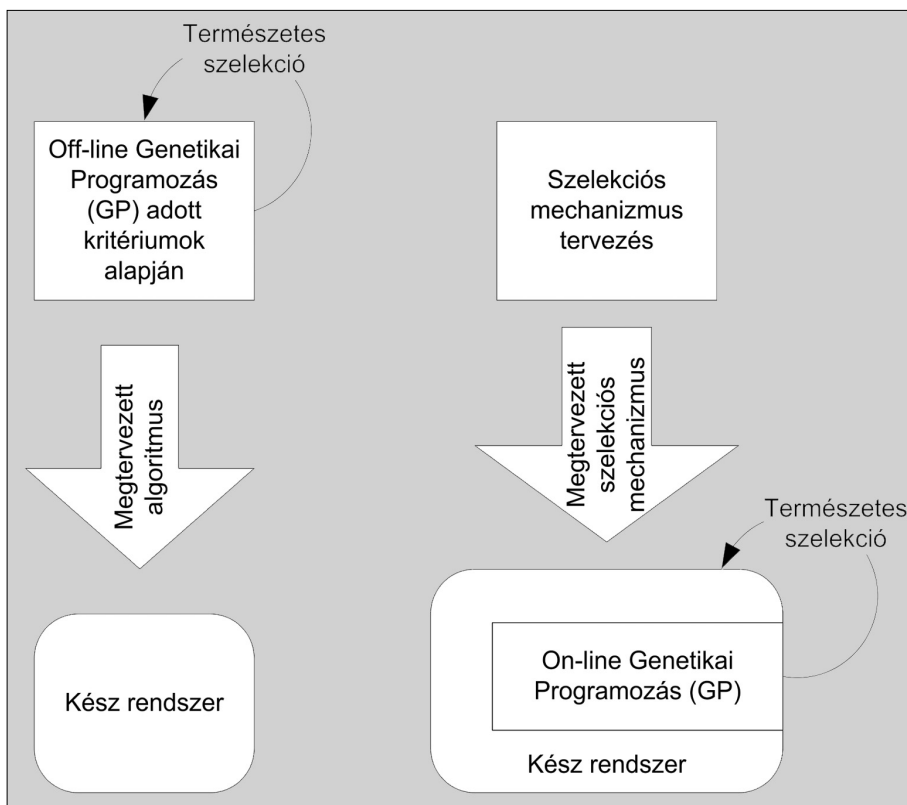 Természetes
szelekció
Off-line Genetikai
Programozás
(GP) adott
kritériumok
alapján
Megtervezett
algoritmus
Kész rendszer
Szelekciós
mechanizmus
tervezés
Megtervezett
szelekciós
mechanizmus
Természetes
szelekció
On-line Genetikai
Programozás (GP)
Kész rendszer